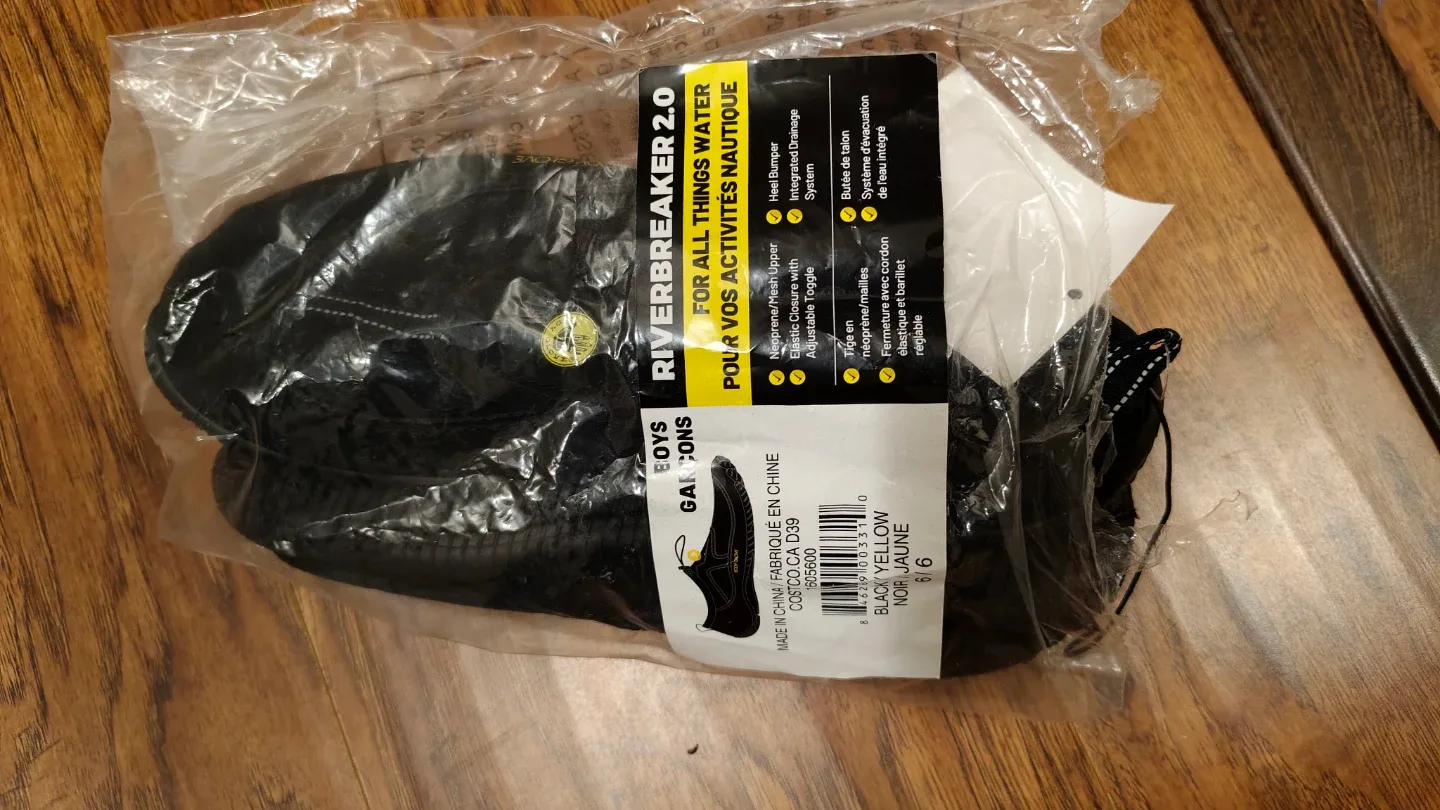 RIVERBREAKER 2.0
FOR ALL THINGS WATER
POUR VOS ACTIVITÉS NAUTIQUE
Neoprene/Mesh Upper
Elastic Closure with
Adjustable Toggle
Heel Bumper
Integrated Drainage
System
Tige en
néoprène/mailles
Fermeture avec cordon
élastique et barillet
réglable
Butée de talon
Système d'évacuation
de l'eau intégré
BOYS
GARÇONS
MADE IN CHINA / FABRIQUÉ EN CHINE
COSTCO.CA D39
1605600
8 46290 03310
BLACK/YELLOW
NOIR/JAUNE
6/6